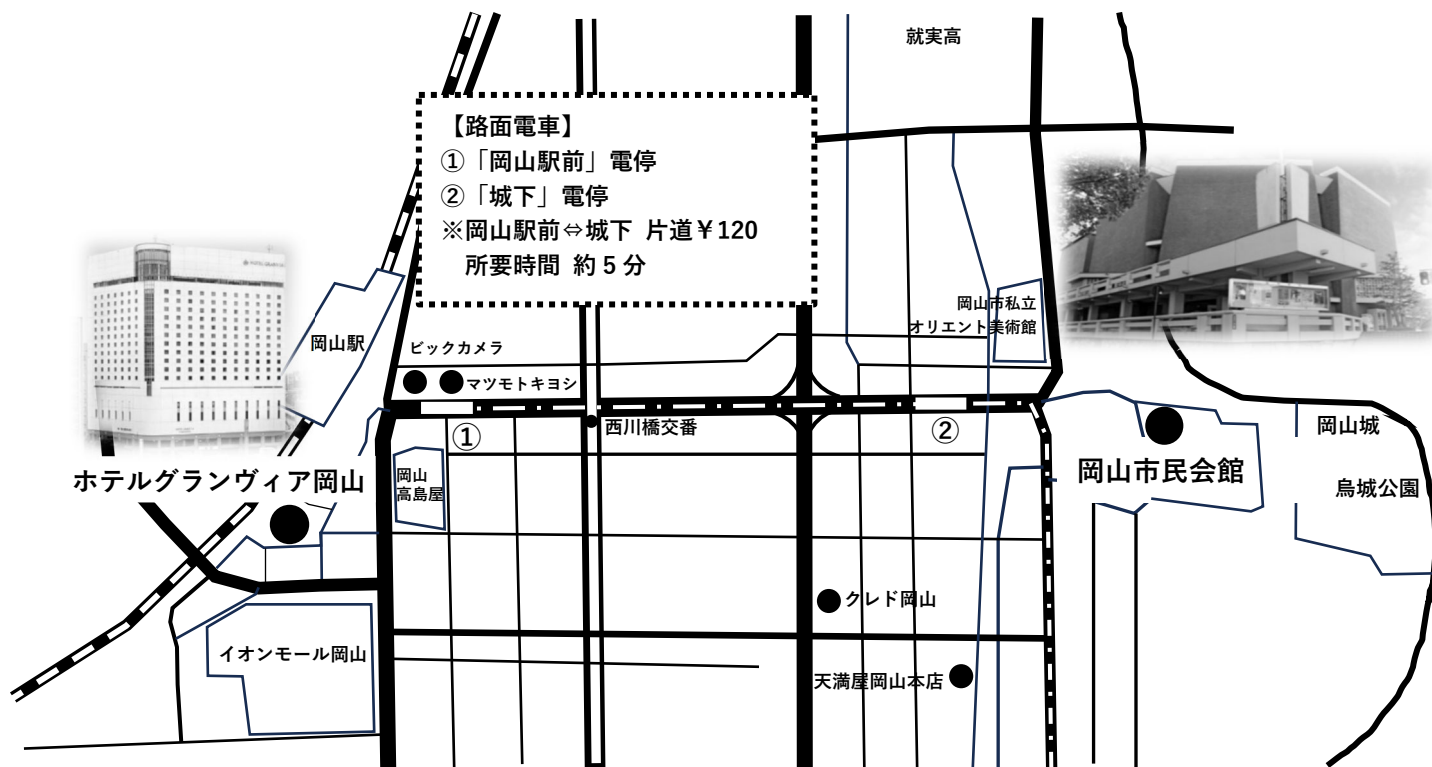 就実高
【路面電車】
①「岡山駅前」電停
②「城下」電停
※岡山駅前⇔城下 片道￥120
所要時間 約5分
岡山市私立
オリエント美術館
岡山駅
ビックカメラ
マツモトキヨシ
西川橋交番
①
②
岡山城
烏城公園
岡山市民会館
岡山
高島屋
ホテルグランヴィア岡山
クレド岡山
イオンモール岡山
天満屋岡山本店